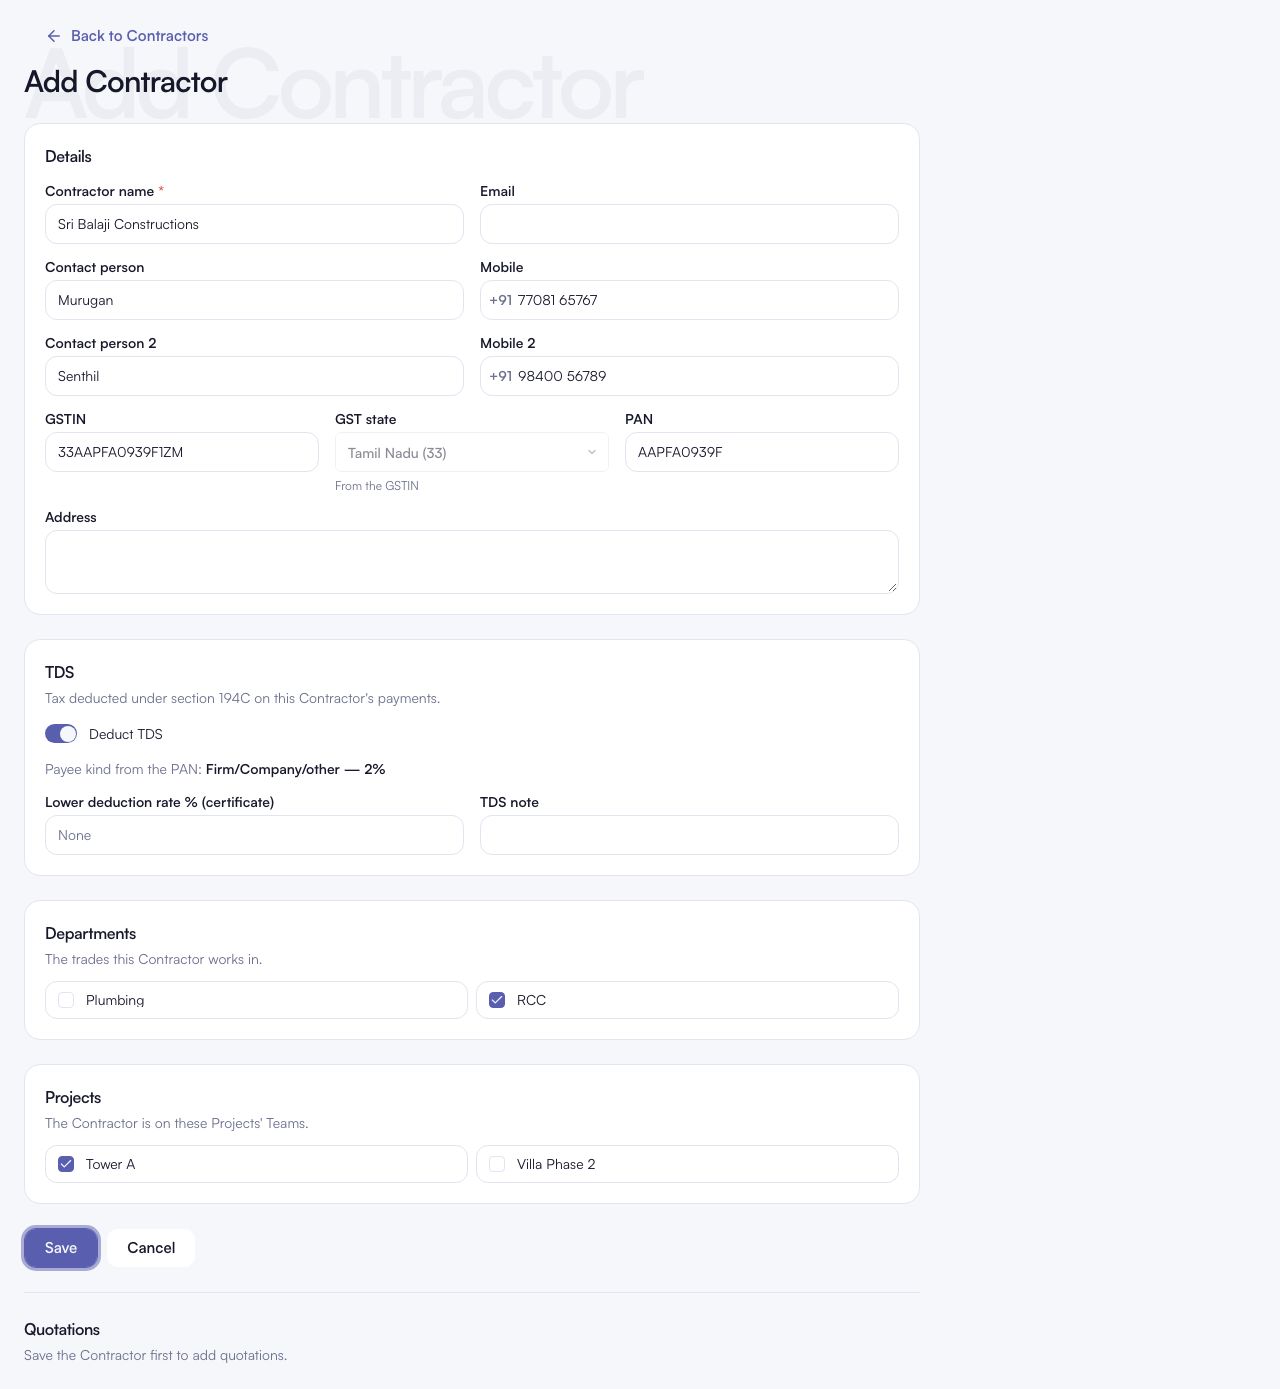 Back to Contractors
Add Contractor
Add Contractor
Details
Contractor name *
Email
Sri Balaji Constructions
Contact person
Mobile
Murugan
+91 77081 65767
Contact person 2
Mobile 2
Senthil
+91 98400 56789
GSTIN
GST state
PAN
33AAPFA0939F1ZM
Tamil Nadu (33)
AAPFA0939F
From the GSTIN
Address
TDS
Tax deducted under section 194C on this Contractor's payments.
Deduct TDS
Payee kind from the PAN: Firm/Company/other — 2%
Lower deduction rate % (certificate)
TDS note
None
Departments
The trades this Contractor works in.
Plumbing
RCC
Projects
The Contractor is on these Projects' Teams.
Tower A
Villa Phase 2
Save
Cancel
Quotations
Save the Contractor first to add quotations.